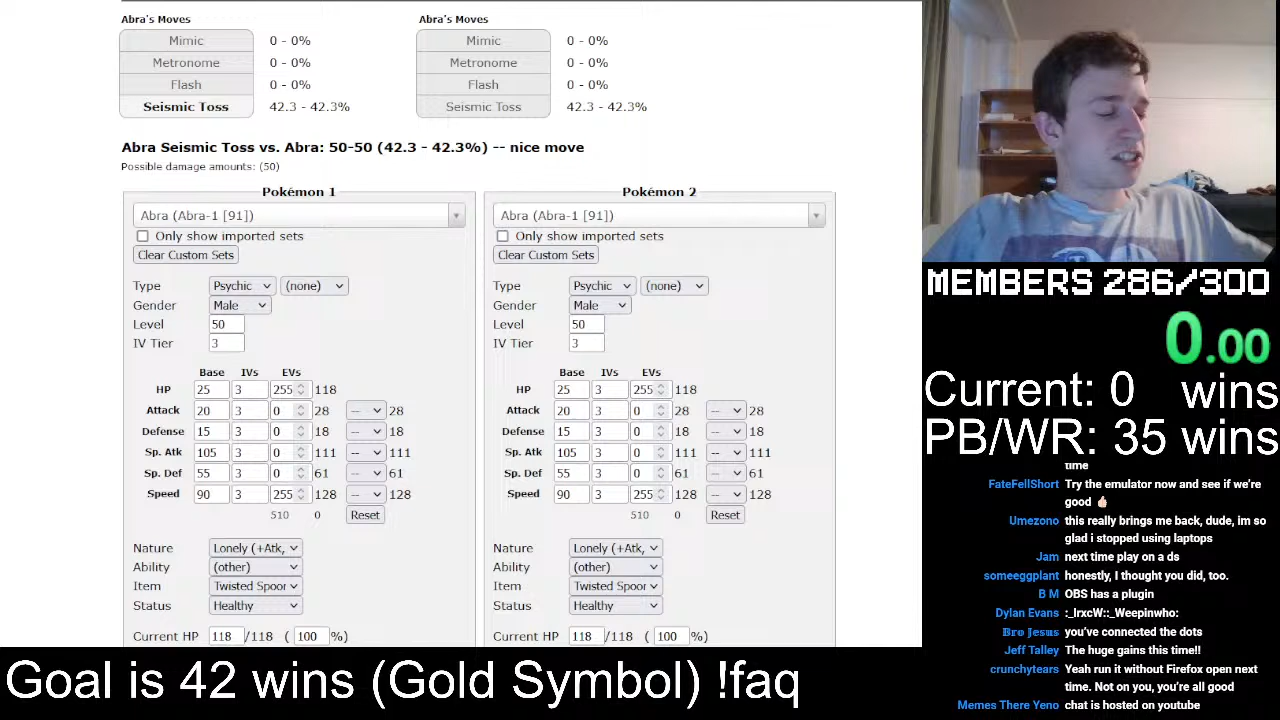 Abra's Moves
Abra's Moves
Mimic 0 - 0%
Mimic 0 - 0%
Metronome 0 - 0%
Metronome 0 - 0%
Flash 0 - 0%
Flash 0 - 0%
Seismic Toss 42.3 - 42.3%
Seismic Toss 42.3 - 42.3%
Abra Seismic Toss vs. Abra: 50-50 (42.3 - 42.3%) -- nice move
Possible damage amounts: (50)
Pokémon 1
Abra (Abra-1 [91])
Only show imported sets
Clear Custom Sets
Type Psychic (none)
Gender Male
Level 50
IV Tier 3
Base IVs EVs
HP 25 3 255 118
Attack 20 3 0 28 -- 28
Defense 15 3 0 18 -- 18
Sp. Atk 105 3 0 111 -- 111
Sp. Def 55 3 0 61 -- 61
Speed 90 3 255 128 -- 128
510 0 Reset
Nature Lonely (+Atk,
Ability (other)
Item Twisted Spoor
Status Healthy
Current HP 118 /118 ( 100 %)
Pokémon 2
Abra (Abra-1 [91])
Only show imported sets
Clear Custom Sets
Type Psychic (none)
Gender Male
Level 50
IV Tier 3
Base IVs EVs
HP 25 3 255 118
Attack 20 3 0 28 -- 28
Defense 15 3 0 18 -- 18
Sp. Atk 105 3 0 111 -- 111
Sp. Def 55 3 0 61 -- 61
Speed 90 3 255 128 -- 128
510 0 Reset
Nature Lonely (+Atk,
Ability (other)
Item Twisted Spoor
Status Healthy
Current HP 118 /118 ( 100 %)
MEMBERS 286/300
0.00
Current: 0 wins
PB/WR: 35 wins
time
FateFellShort Try the emulator now and see if we're
good 👍🏻
Umezono this really brings me back, dude, im so
glad i stopped using laptops
Jam next time play on a ds
someeggplant honestly, I thought you did, too.
B M OBS has a plugin
Dylan Evans :_IrxcW::_Weepinwho:
Bro Jesus you've connected the dots
Jeff Talley The huge gains this time!!
crunchytears Yeah run it without Firefox open next
time. Not on you, you're all good
Memes There Yeno chat is hosted on youtube
Goal is 42 wins (Gold Symbol) !faq